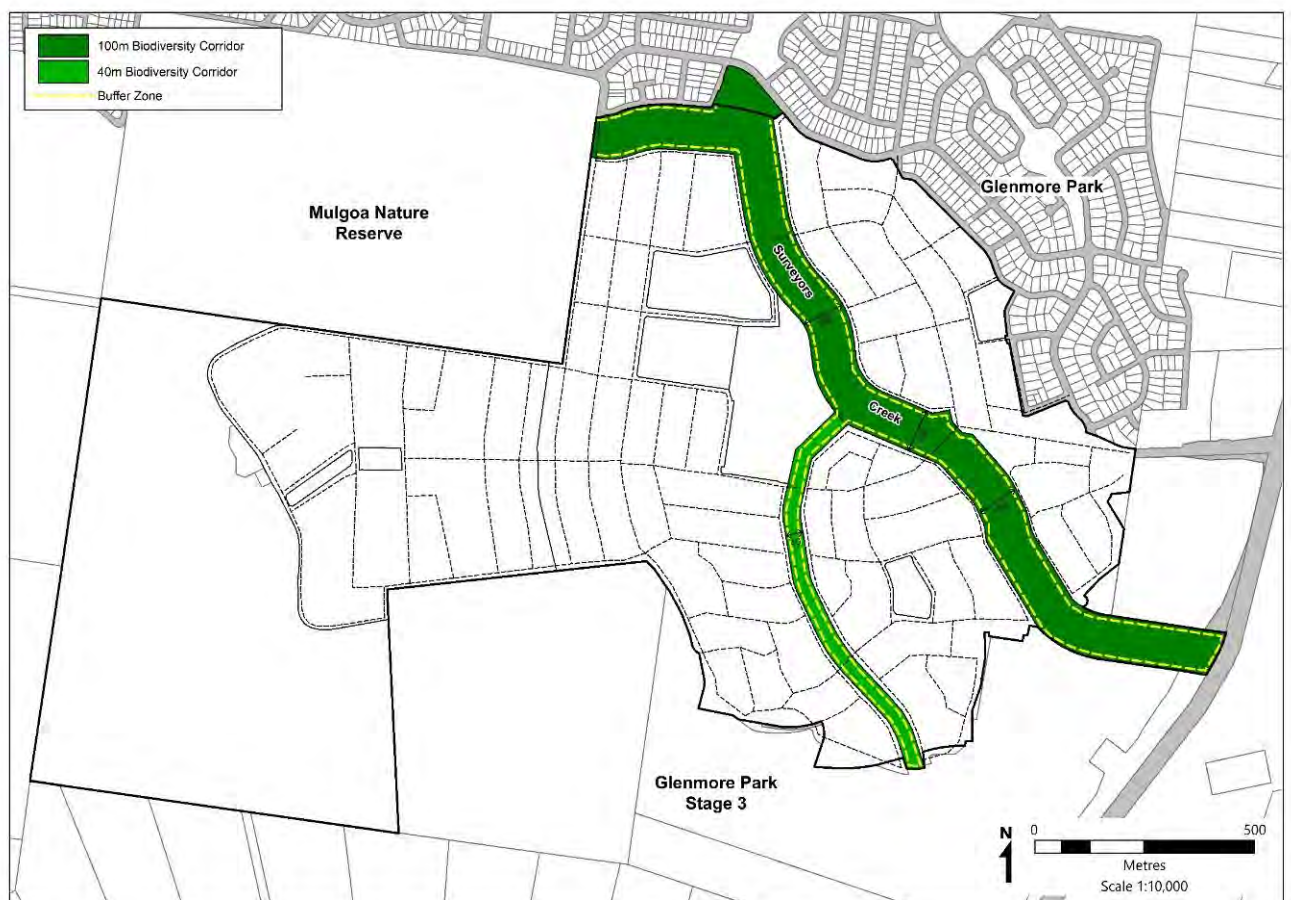 100m Biodiversity Corridor
40m Biodiversity Corridor
Buffer Zone
Mulgoa Nature
Reserve
Glenmore Park
Surveyors
Creek
Glenmore Park
Stage 3
N
0
500
Metres
Scale 1:10,000